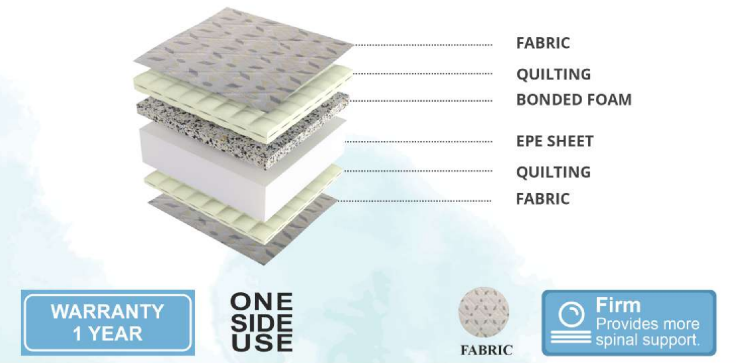 FABRIC
QUILTING
BONDED FOAM
EPE SHEET
QUILTING
FABRIC
WARRANTY
1 YEAR
ONE
SIDE
USE
FABRIC
Firm
Provides more
spinal support.